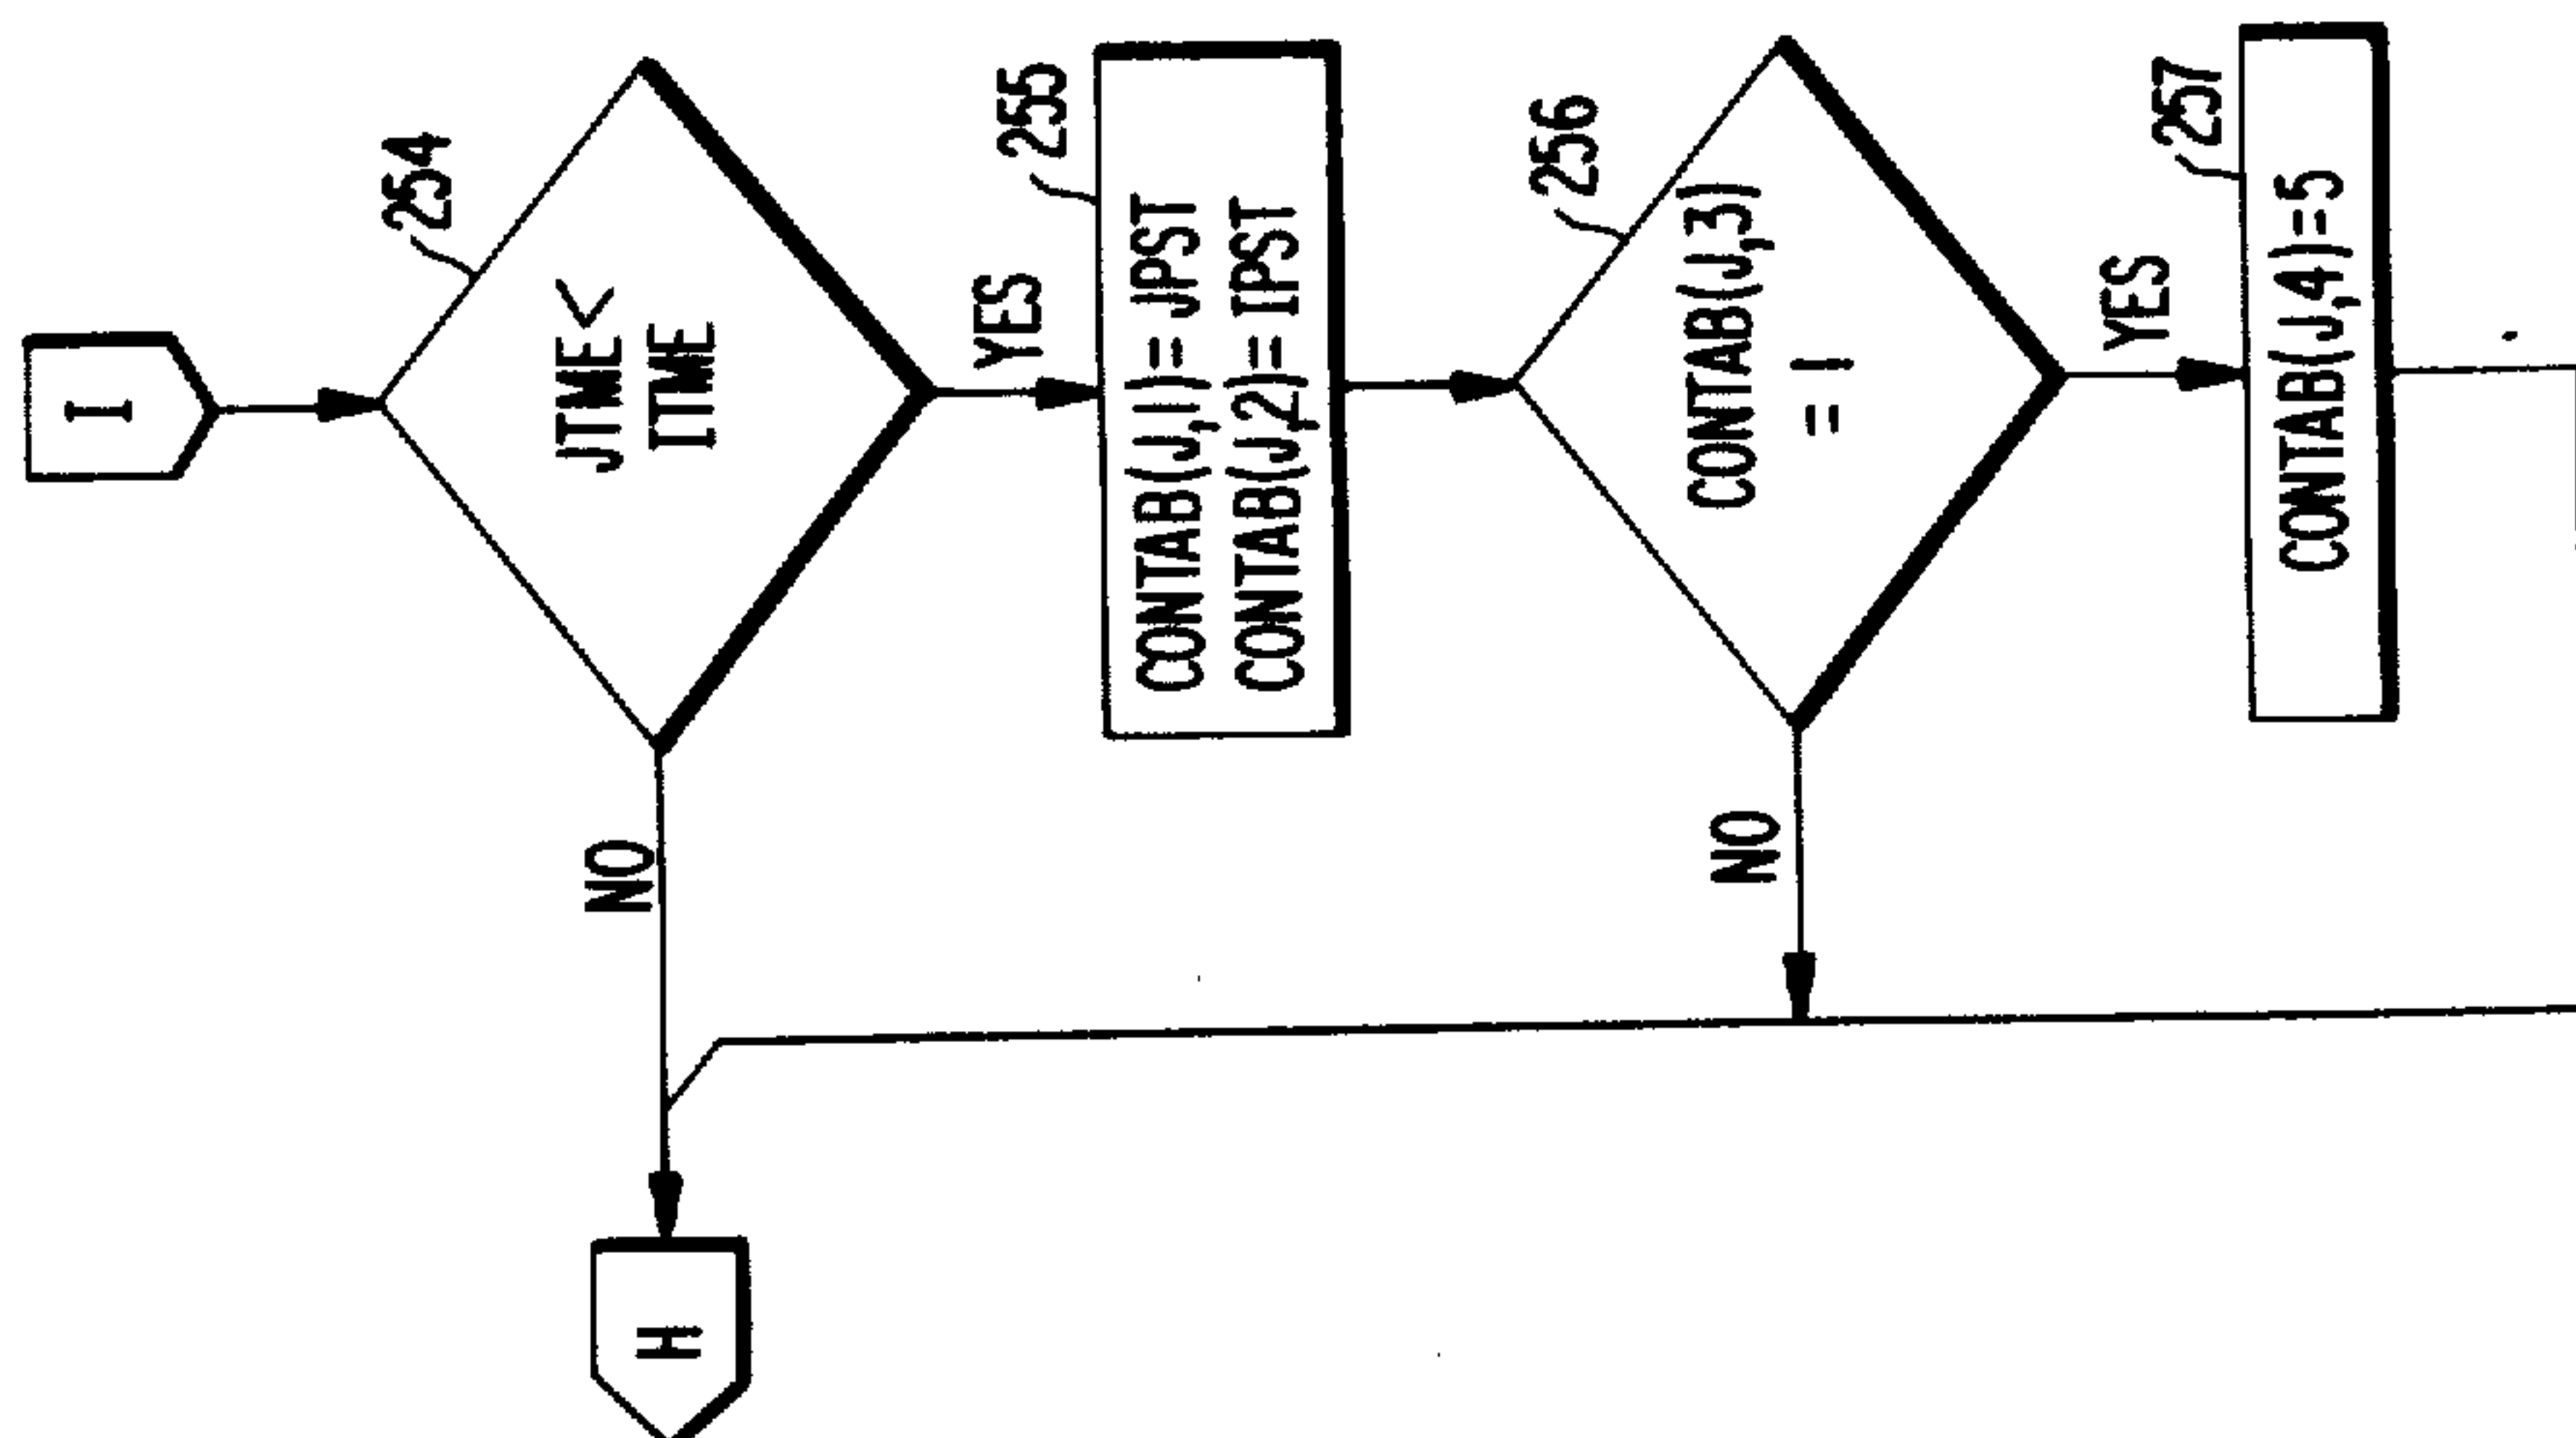 I
254
JTME<
ITME
YES
NO
255
CONTAB(J,1)= JPST
CONTAB(J,2)= IPST
256
CONTAB(J,3)
= 1
YES
NO
257
CONTAB(J,4)=5
H